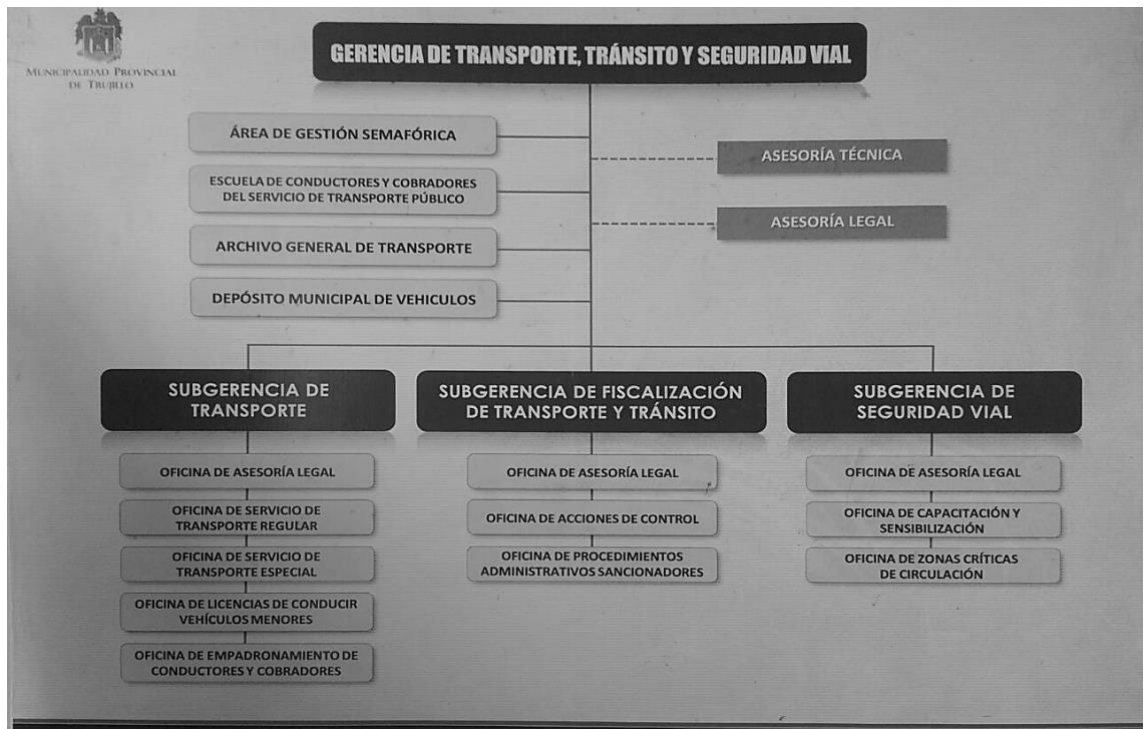 MUNICIPALIDAD PROVINCIAL
DE TRUJILLO
GERENCIA DE TRANSPORTE, TRÁNSITO Y SEGURIDAD VIAL
ÁREA DE GESTIÓN SEMAFÓRICA
ESCUELA DE CONDUCTORES Y COBRADORES
DEL SERVICIO DE TRANSPORTE PÚBLICO
ARCHIVO GENERAL DE TRANSPORTE
DEPÓSITO MUNICIPAL DE VEHICULOS
ASESORÍA TÉCNICA
ASESORÍA LEGAL
SUBGERENCIA DE
TRANSPORTE
OFICINA DE ASESORÍA LEGAL
OFICINA DE SERVICIO DE
TRANSPORTE REGULAR
OFICINA DE SERVICIO DE
TRANSPORTE ESPECIAL
OFICINA DE LICENCIAS DE CONDUCIR
VEHÍCULOS MENORES
OFICINA DE EMPADRONAMIENTO DE
CONDUCTORES Y COBRADORES
SUBGERENCIA DE FISCALIZACIÓN
DE TRANSPORTE Y TRÁNSITO
OFICINA DE ASESORÍA LEGAL
OFICINA DE ACCIONES DE CONTROL
OFICINA DE PROCEDIMIENTOS
ADMINISTRATIVOS SANCIONADORES
SUBGERENCIA DE
SEGURIDAD VIAL
OFICINA DE ASESORÍA LEGAL
OFICINA DE CAPACITACIÓN Y
SENSIBILIZACIÓN
OFICINA DE ZONAS CRÍTICAS
DE CIRCULACIÓN